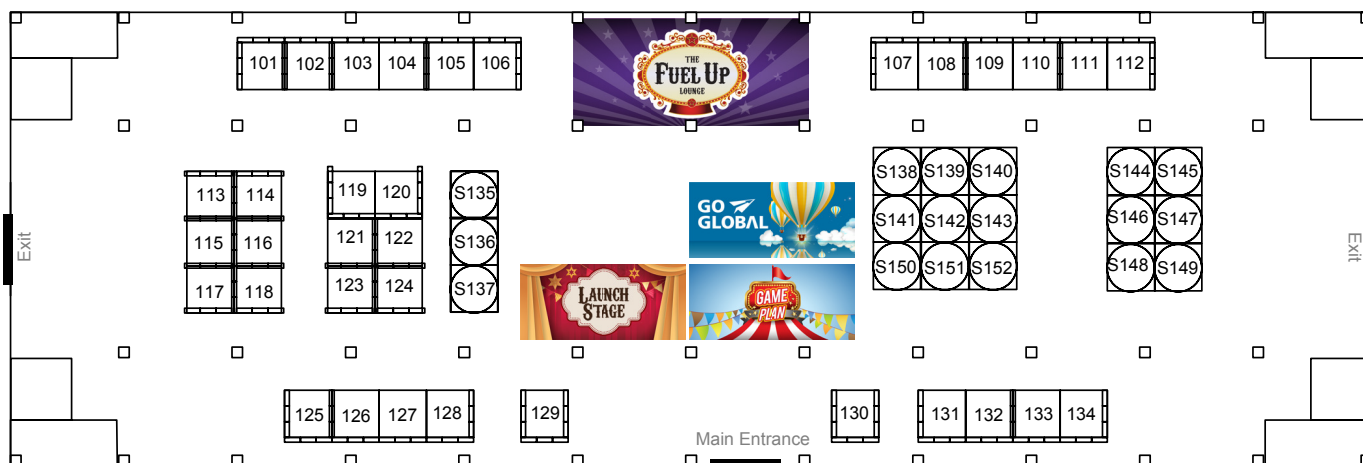 101 102 103 104 105 106
THE
FUEL UP
LOUNGE
107 108 109 110 111 112
113 114
115 116
117 118
119 120
121 122
123 124
S135
S136
S137
GO
GLOBAL
LAUNCH
STAGE
GAME
PLAN
S138 S139 S140
S141 S142 S143
S150 S151 S152
S144 S145
S146 S147
S148 S149
Exit
Exit
125 126 127 128
129
130
131 132 133 134
Main Entrance